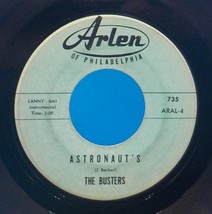 Arlen
OF PHILADELPHIA
LANNY - BMI
Instrumental
Time: 2:00
735
ARAL-4
ASTRONAUT'S
THE BUSTERS